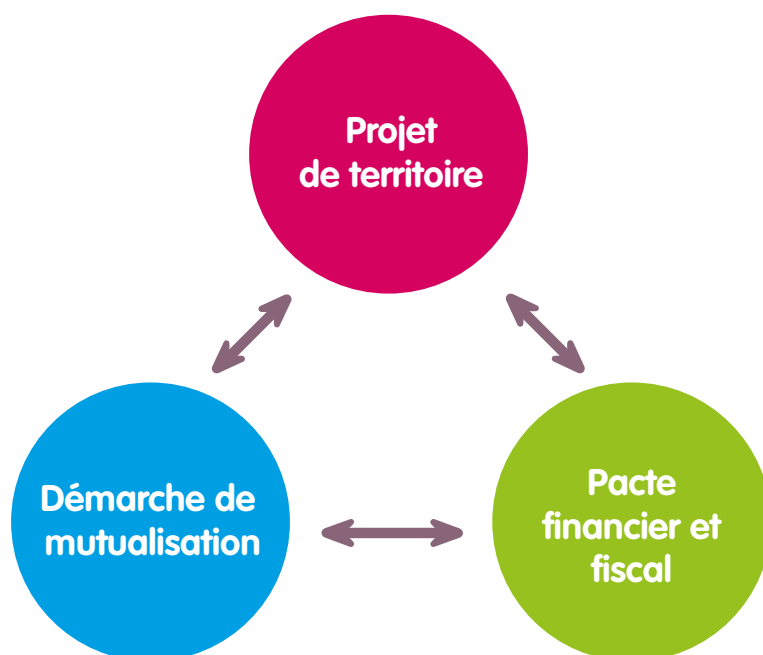 Projet
de territoire
Démarche de
mutualisation
Pacte
financier et
fiscal